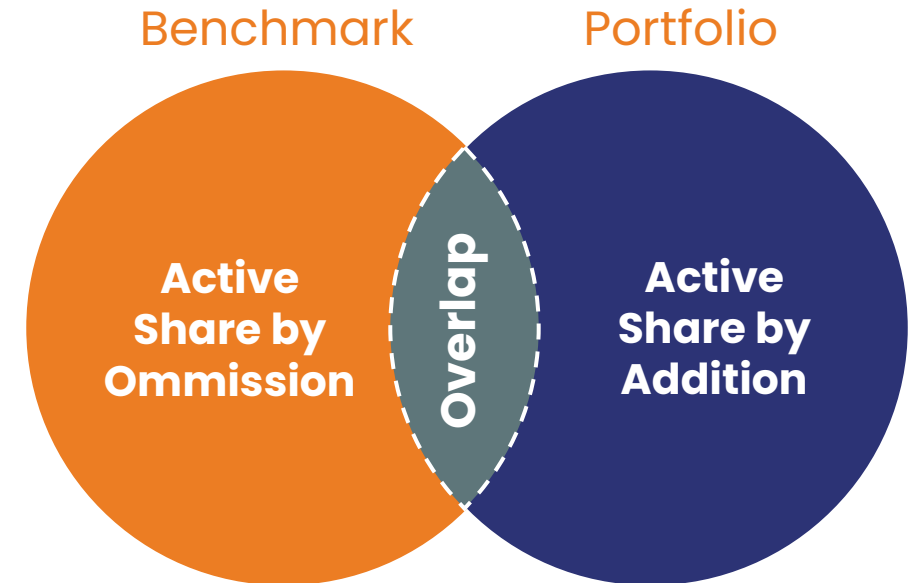 Benchmark
Portfolio
Active
Share by
Ommission
Overlap
Active
Share by
Addition